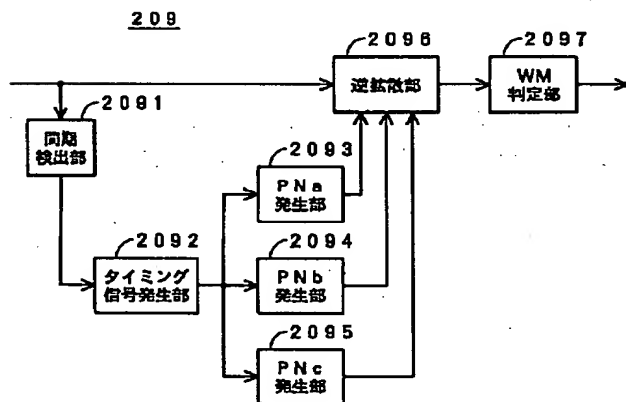 209
2096
逆拡散部
2097
WM
判定部
2091
同期
検出部
2093
PNa
発生部
2092
タイミング
信号発生部
2094
PNb
発生部
2095
PNc
発生部